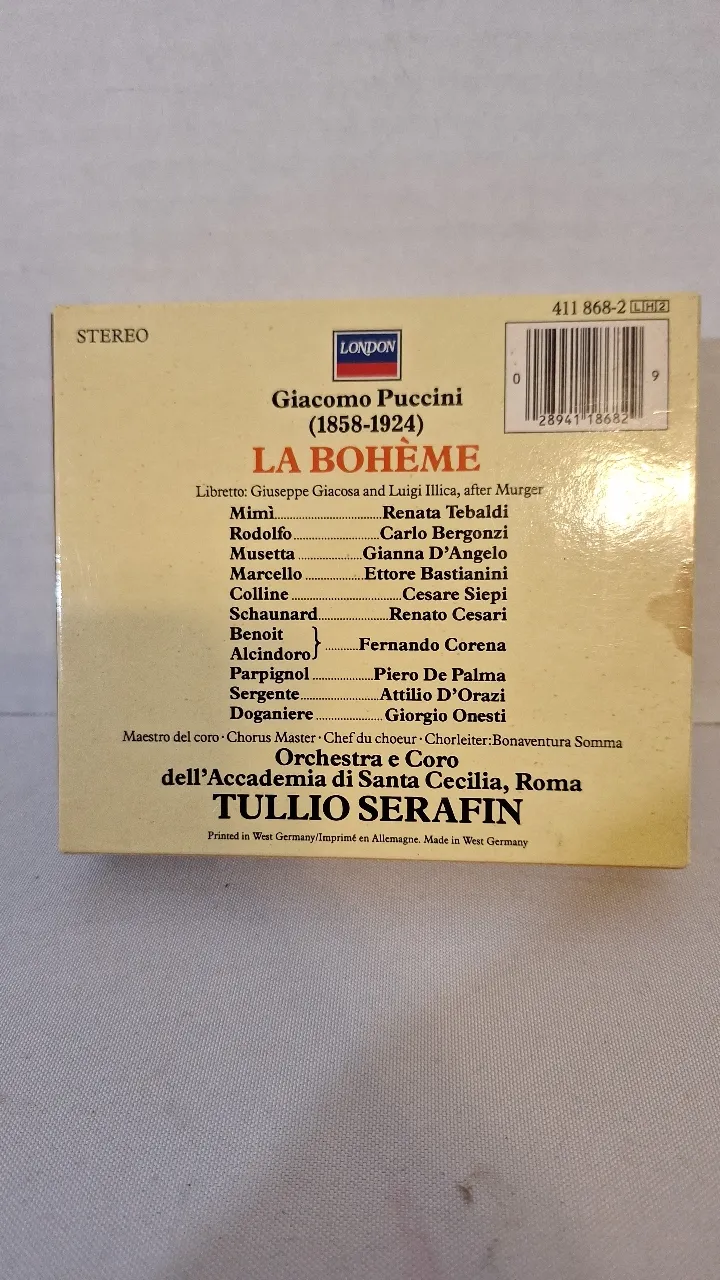 411 868-2 LH2
STEREO
LONDON
0 28941 18682 9
Giacomo Puccini
(1858-1924)
LA BOHÈME
Libretto: Giuseppe Giacosa and Luigi Illica, after Murger
Mimì..............................Renata Tebaldi
Rodolfo........................Carlo Bergonzi
Musetta..................Gianna D'Angelo
Marcello.................Ettore Bastianini
Colline...............................Cesare Siepi
Schaunard....................Renato Cesari
Benoit
Alcindoro } ..........Fernando Corena
Parpignol.................Piero De Palma
Sergente......................Attilio D'Orazi
Doganiere...................Giorgio Onesti
Maestro del coro · Chorus Master · Chef du choeur · Chorleiter: Bonaventura Somma
Orchestra e Coro
dell'Accademia di Santa Cecilia, Roma
TULLIO SERAFIN
Printed in West Germany/Imprimé en Allemagne. Made in West Germany